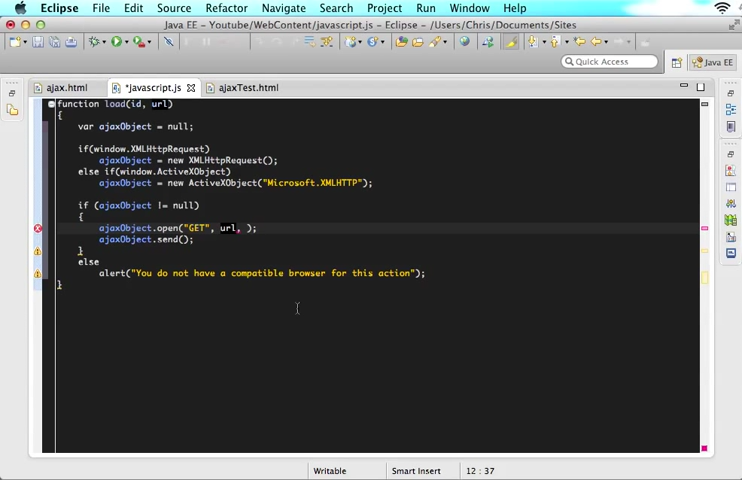 Eclipse File Edit Source Refactor Navigate Search Project Run Window Help
Java EE - Youtube/WebContent/javascript.js - Eclipse - /Users/Chris/Documents/Sites
Quick Access
Java EE
ajax.html *javascript.js ajaxTest.html
function load(id, url)
{
var ajaxObject = null;
if(window.XMLHttpRequest)
ajaxObject = new XMLHttpRequest();
else if(window.ActiveXObject)
ajaxObject = new ActiveXObject("Microsoft.XMLHTTP");
if (ajaxObject != null)
{
ajaxObject.open("GET", url, );
ajaxObject.send();
}
else
alert("You do not have a compatible browser for this action");
}
Writable Smart Insert 12 : 37